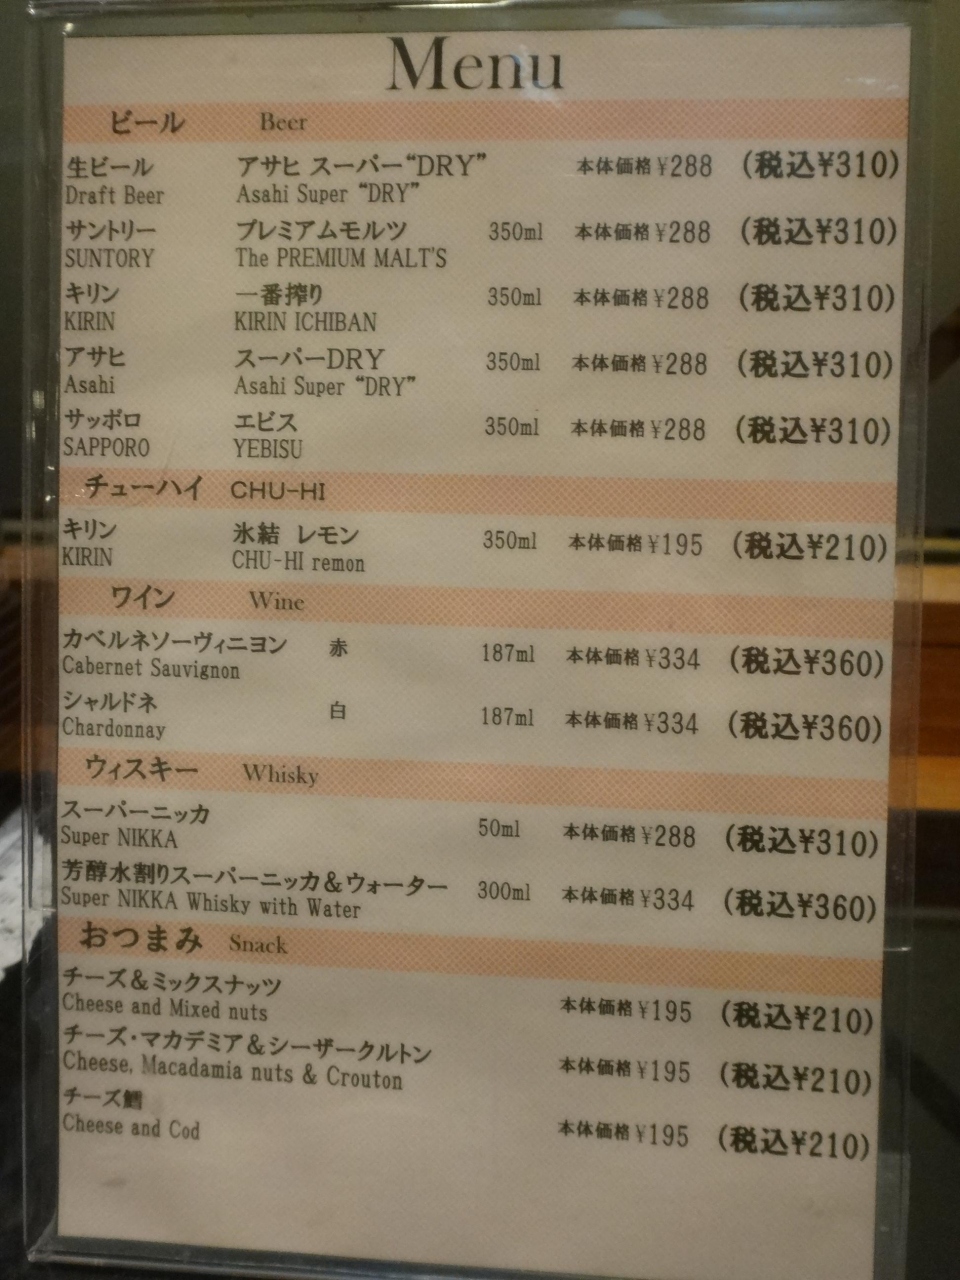 Menu
ビール Beer
生ビール アサヒ スーパー“DRY” 本体価格¥288 (税込¥310)
Draft Beer Asahi Super “DRY”
サントリー プレミアムモルツ 350ml 本体価格¥288 (税込¥310)
SUNTORY The PREMIUM MALT'S
キリン 一番搾り 350ml 本体価格¥288 (税込¥310)
KIRIN KIRIN ICHIBAN
アサヒ スーパーDRY 350ml 本体価格¥288 (税込¥310)
Asahi Asahi Super “DRY”
サッポロ エビス 350ml 本体価格¥288 (税込¥310)
SAPPORO YEBISU
チューハイ CHU-HI
キリン 氷結 レモン 350ml 本体価格¥195 (税込¥210)
KIRIN CHU-HI remon
ワイン Wine
カベルネソーヴィニヨン 赤 187ml 本体価格¥334 (税込¥360)
Cabernet Sauvignon
シャルドネ 白 187ml 本体価格¥334 (税込¥360)
Chardonnay
ウィスキー Whisky
スーパーニッカ 50ml 本体価格¥288 (税込¥310)
Super NIKKA
芳醇水割りスーパーニッカ&ウォーター 300ml 本体価格¥334 (税込¥360)
Super NIKKA Whisky with Water
おつまみ Snack
チーズ&ミックスナッツ 本体価格¥195 (税込¥210)
Cheese and Mixed nuts
チーズ・マカデミア&シーザークルトン 本体価格¥195 (税込¥210)
Cheese, Macadamia nuts & Crouton
チーズ鱈 本体価格¥195 (税込¥210)
Cheese and Cod